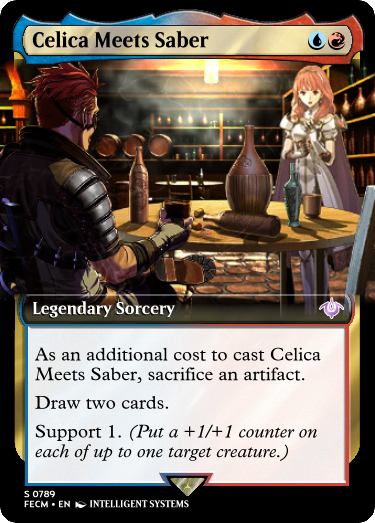 Celica Meets Saber
Legendary Sorcery
As an additional cost to cast Celica
Meets Saber, sacrifice an artifact.
Draw two cards.
Support 1. (Put a +1/+1 counter on
each of up to one target creature.)
S 0789
FECM • EN INTELLIGENT SYSTEMS